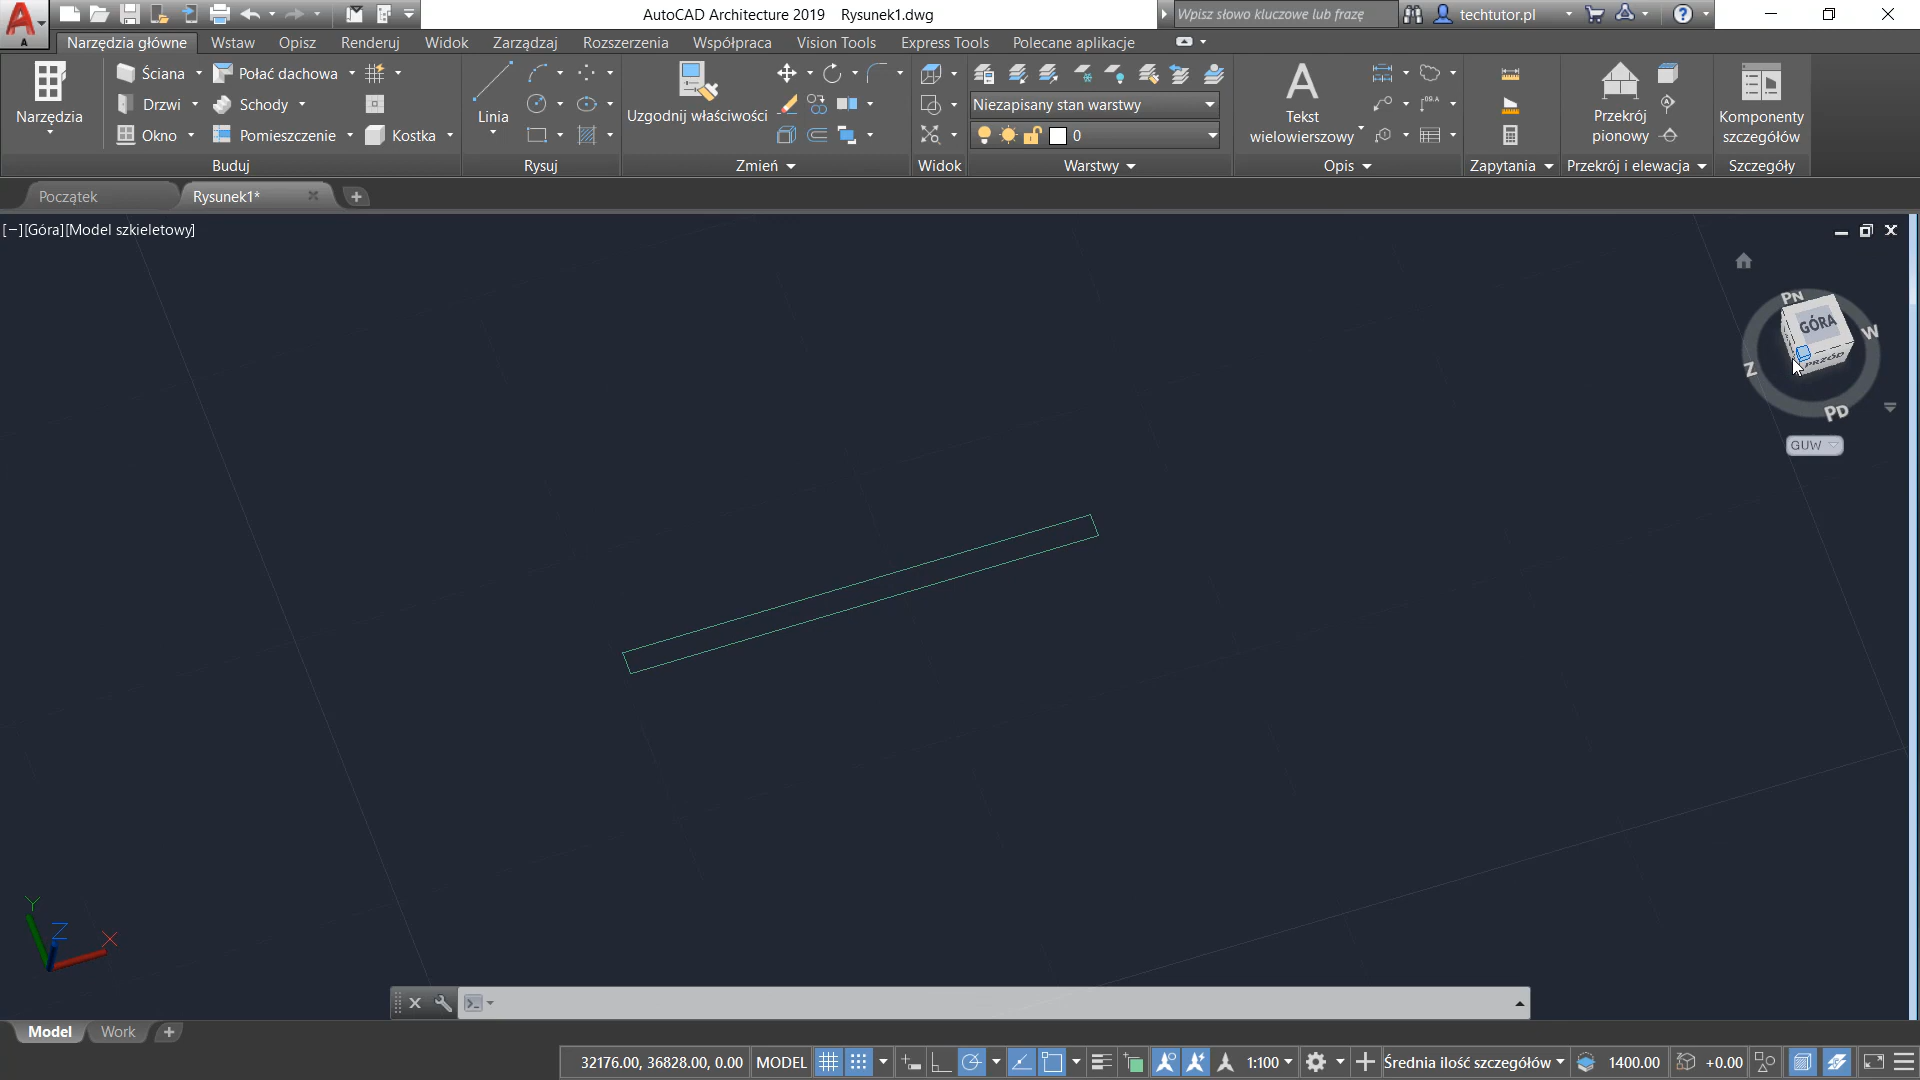 AutoCAD Architecture 2019 Rysunek1.dwg
Wpisz słowo kluczowe lub frazę
techtutor.pl
A
Narzędzia główne Wstaw Opisz Renderuj Widok Zarządzaj Rozszerzenia Współpraca Vision Tools Express Tools Polecane aplikacje
Narzędzia
Ściana
Połać dachowa
Drzwi
Schody
Okno
Pomieszczenie
Kostka
Linia
Uzgodnij właściwości
Niezapisany stan warstwy
0
Tekst
wielowierszowy
Przekrój
pionowy
Komponenty
szczegółów
Buduj Rysuj Zmień Widok Warstwy Opis Zapytania Przekrój i elewacja Szczegóły
Początek Rysunek1*
[−][Góra][Model szkieletowy]
PN
GÓRA
W
PRZÓD
Z
PD
GUW
Y
Z
X
Model Work
32176.00, 36828.00, 0.00 MODEL 1:100 Średnia ilość szczegółów 1400.00 +0.00